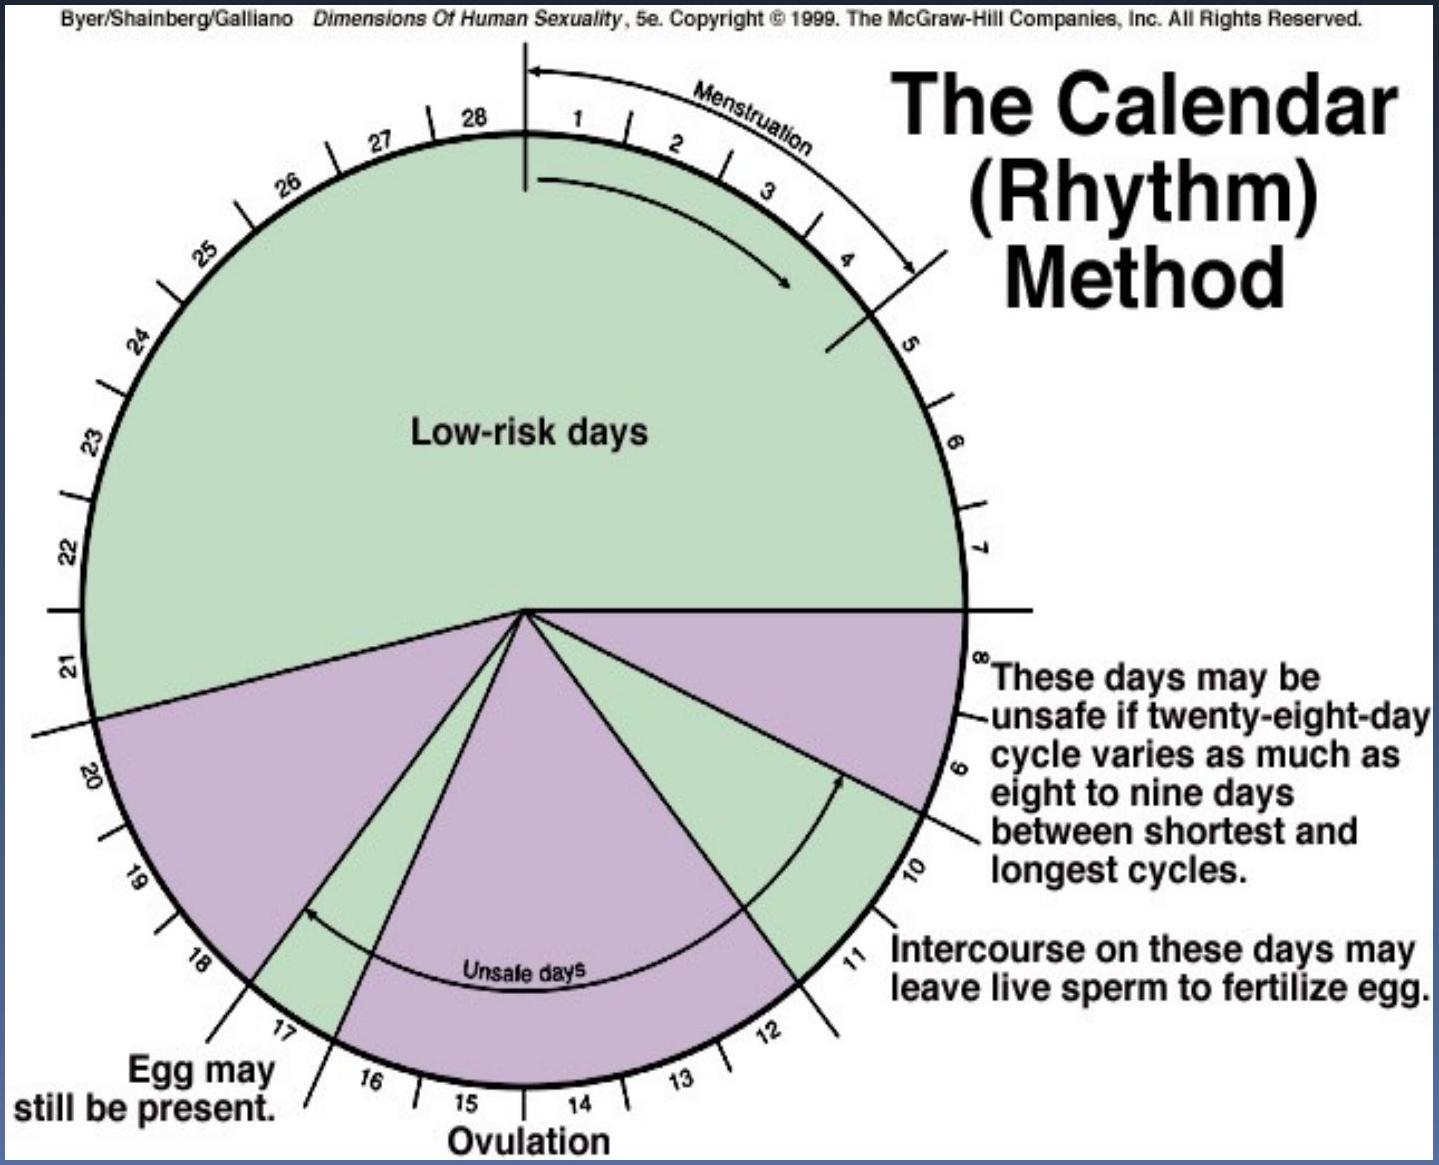 Byer/Shainberg/Galliano Dimensions Of Human Sexuality, 5e. Copyright © 1999. The McGraw-Hill Companies, Inc. All Rights Reserved.
The Calendar
(Rhythm)
Method
Menstruation
1
2
3
4
5
6
7
8
9
10
11
12
13
14
15
16
17
18
19
20
21
22
23
24
25
26
27
28
Low-risk days
These days may be
unsafe if twenty-eight-day
cycle varies as much as
eight to nine days
between shortest and
longest cycles.
Intercourse on these days may
leave live sperm to fertilize egg.
Unsafe days
Egg may
still be present.
Ovulation